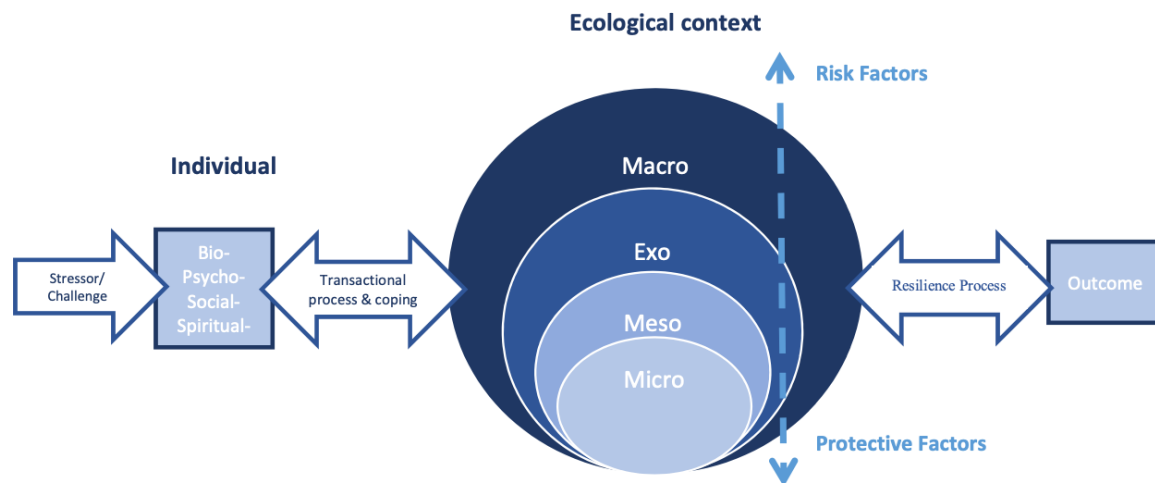 Ecological context
Risk Factors
Individual
Macro
Stressor/
Challenge
Bio-
Psycho-
Social-
Spiritual-
Transactional
process & coping
Exo
Meso
Micro
Resilience Process
Outcome
Protective Factors